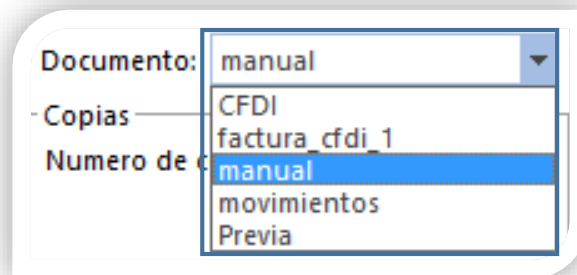 Documento: manual
CFDI
Copias
factura_cfdi_1
Numero de
manual
movimientos
Previa